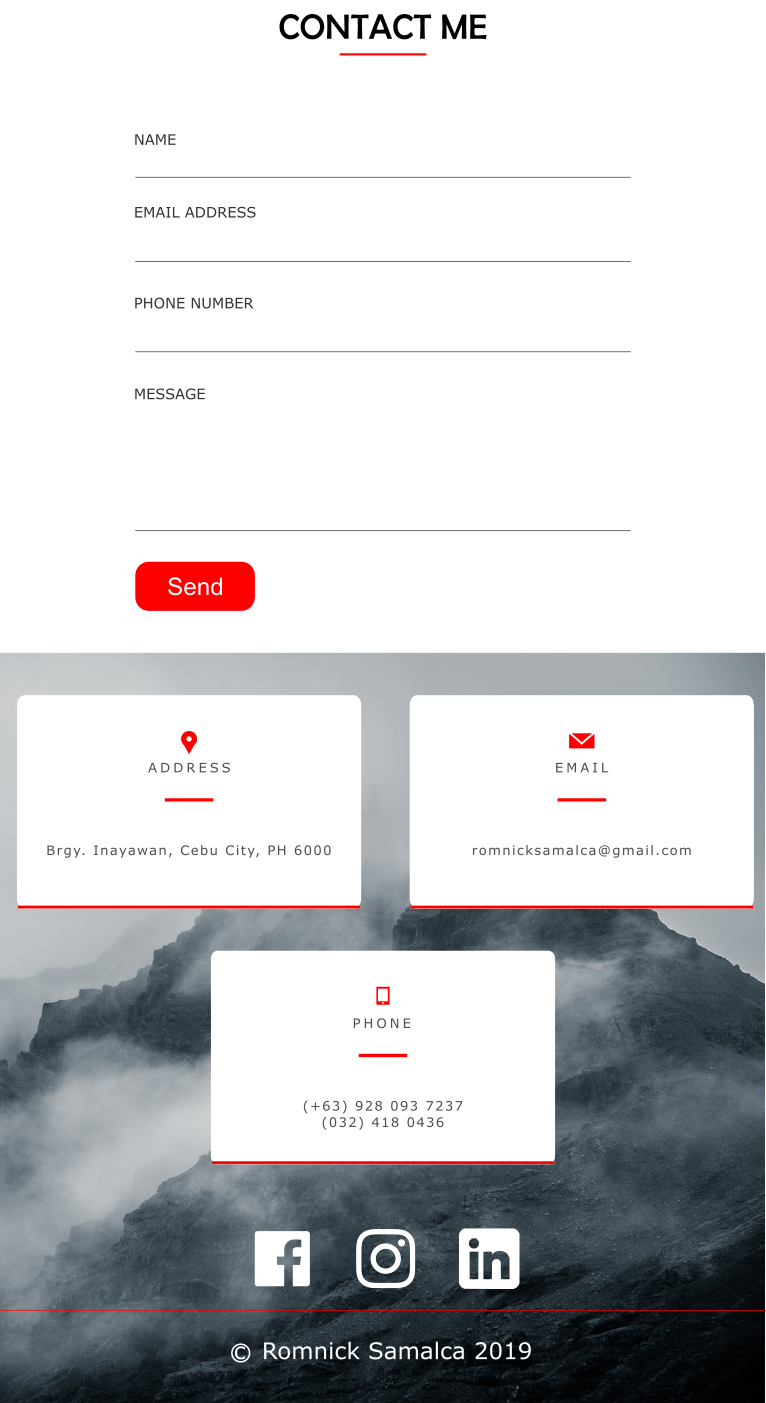 CONTACT ME
NAME
EMAIL ADDRESS
PHONE NUMBER
MESSAGE
Send
ADDRESS
Brgy. Inayawan, Cebu City, PH 6000
EMAIL
romnicksamalca@gmail.com
PHONE
(+63) 928 093 7237
(032) 418 0436
© Romnick Samalca 2019